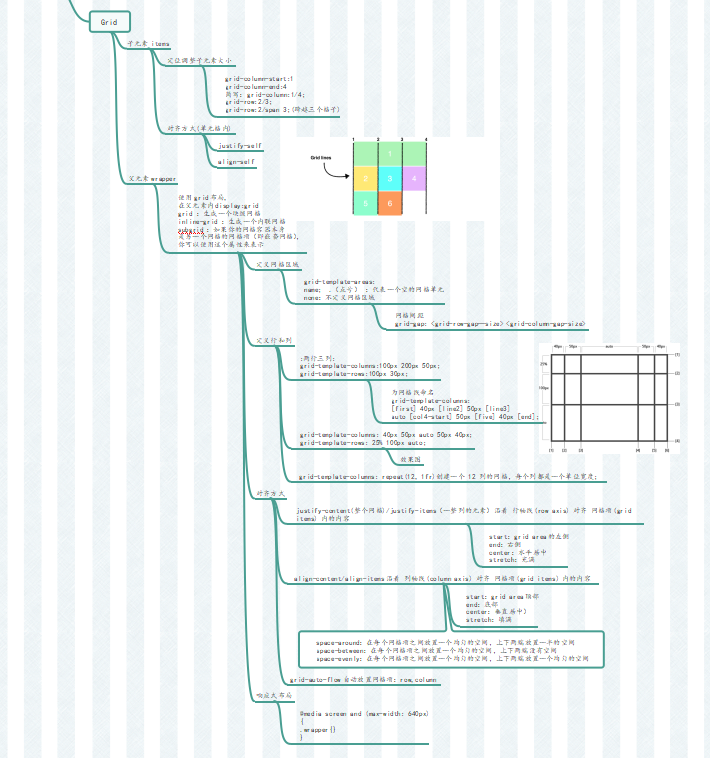 Grid
子元素 items
定位调整子元素大小
grid-column-start:1
grid-column-end:4
简写: grid-column:1/4;
grid-row:2/3;
grid-row:2/span 3;(跨越三个格子)
对齐方式(单元格内)
justify-self
align-self
Grid lines
1 2 3 4
1
2 3 4
5 6
父元素 wrapper
使用 grid 布局,
在父元素内 display:grid
grid : 生成一个块级网格
inline-grid : 生成一个内联网格
subgrid : 如果你的网格容器本身
是另一个网格的网格项 (即嵌套网格),
你可以使用这个属性来表示
定义网格区域
grid-template-areas:
name; . (点号) : 代表一个空的网格单元
none: 不定义网格区域
网格间距
grid-gap: <grid-row-gap-size> <grid-column-gap-size>
定义行和列
:两行三列:
grid-template-columns:100px 200px 50px;
grid-template-rows:100px 30px;
为网格线命名
grid-template-columns:
[first] 40px [line2] 50px [line3]
auto [col4-start] 50px [five] 40px [end];
grid-template-columns: 40px 50px auto 50px 40px;
grid-template-rows: 25% 100px auto;
效果图
40px 50px auto 50px 40px
25%
100px
[1]
[2]
[3]
[4]
[1] [2] [3] [4] [5] [6]
grid-template-columns: repeat(12, 1fr)创建一个 12 列的网格, 每个列都是一个单位宽度;
对齐方式
justify-content(整个网格)/justify-items (一整列的元素) 沿着 行轴线(row axis) 对齐 网格项(grid
items) 内的内容
start: grid area 的左侧
end: 右侧
center: 水平居中
stretch: 充满
align-content/align-items 沿着 列轴线(column axis) 对齐 网格项(grid items) 内的内容
start: grid area 顶部
end: 底部
center: 垂直居中)
stretch: 填满
space-around: 在每个网格项之间放置一个均匀的空间, 上下两端放置一半的空间
space-between: 在每个网格项之间放置一个均匀的空间, 上下两端没有空间
space-evenly: 在每个网格项之间放置一个均匀的空间, 上下两端放置一个均匀的空间
grid-auto-flow 自动放置网格项: row,column
响应式布局
@media screen and (max-width: 640px)
{
.wrapper{}
}